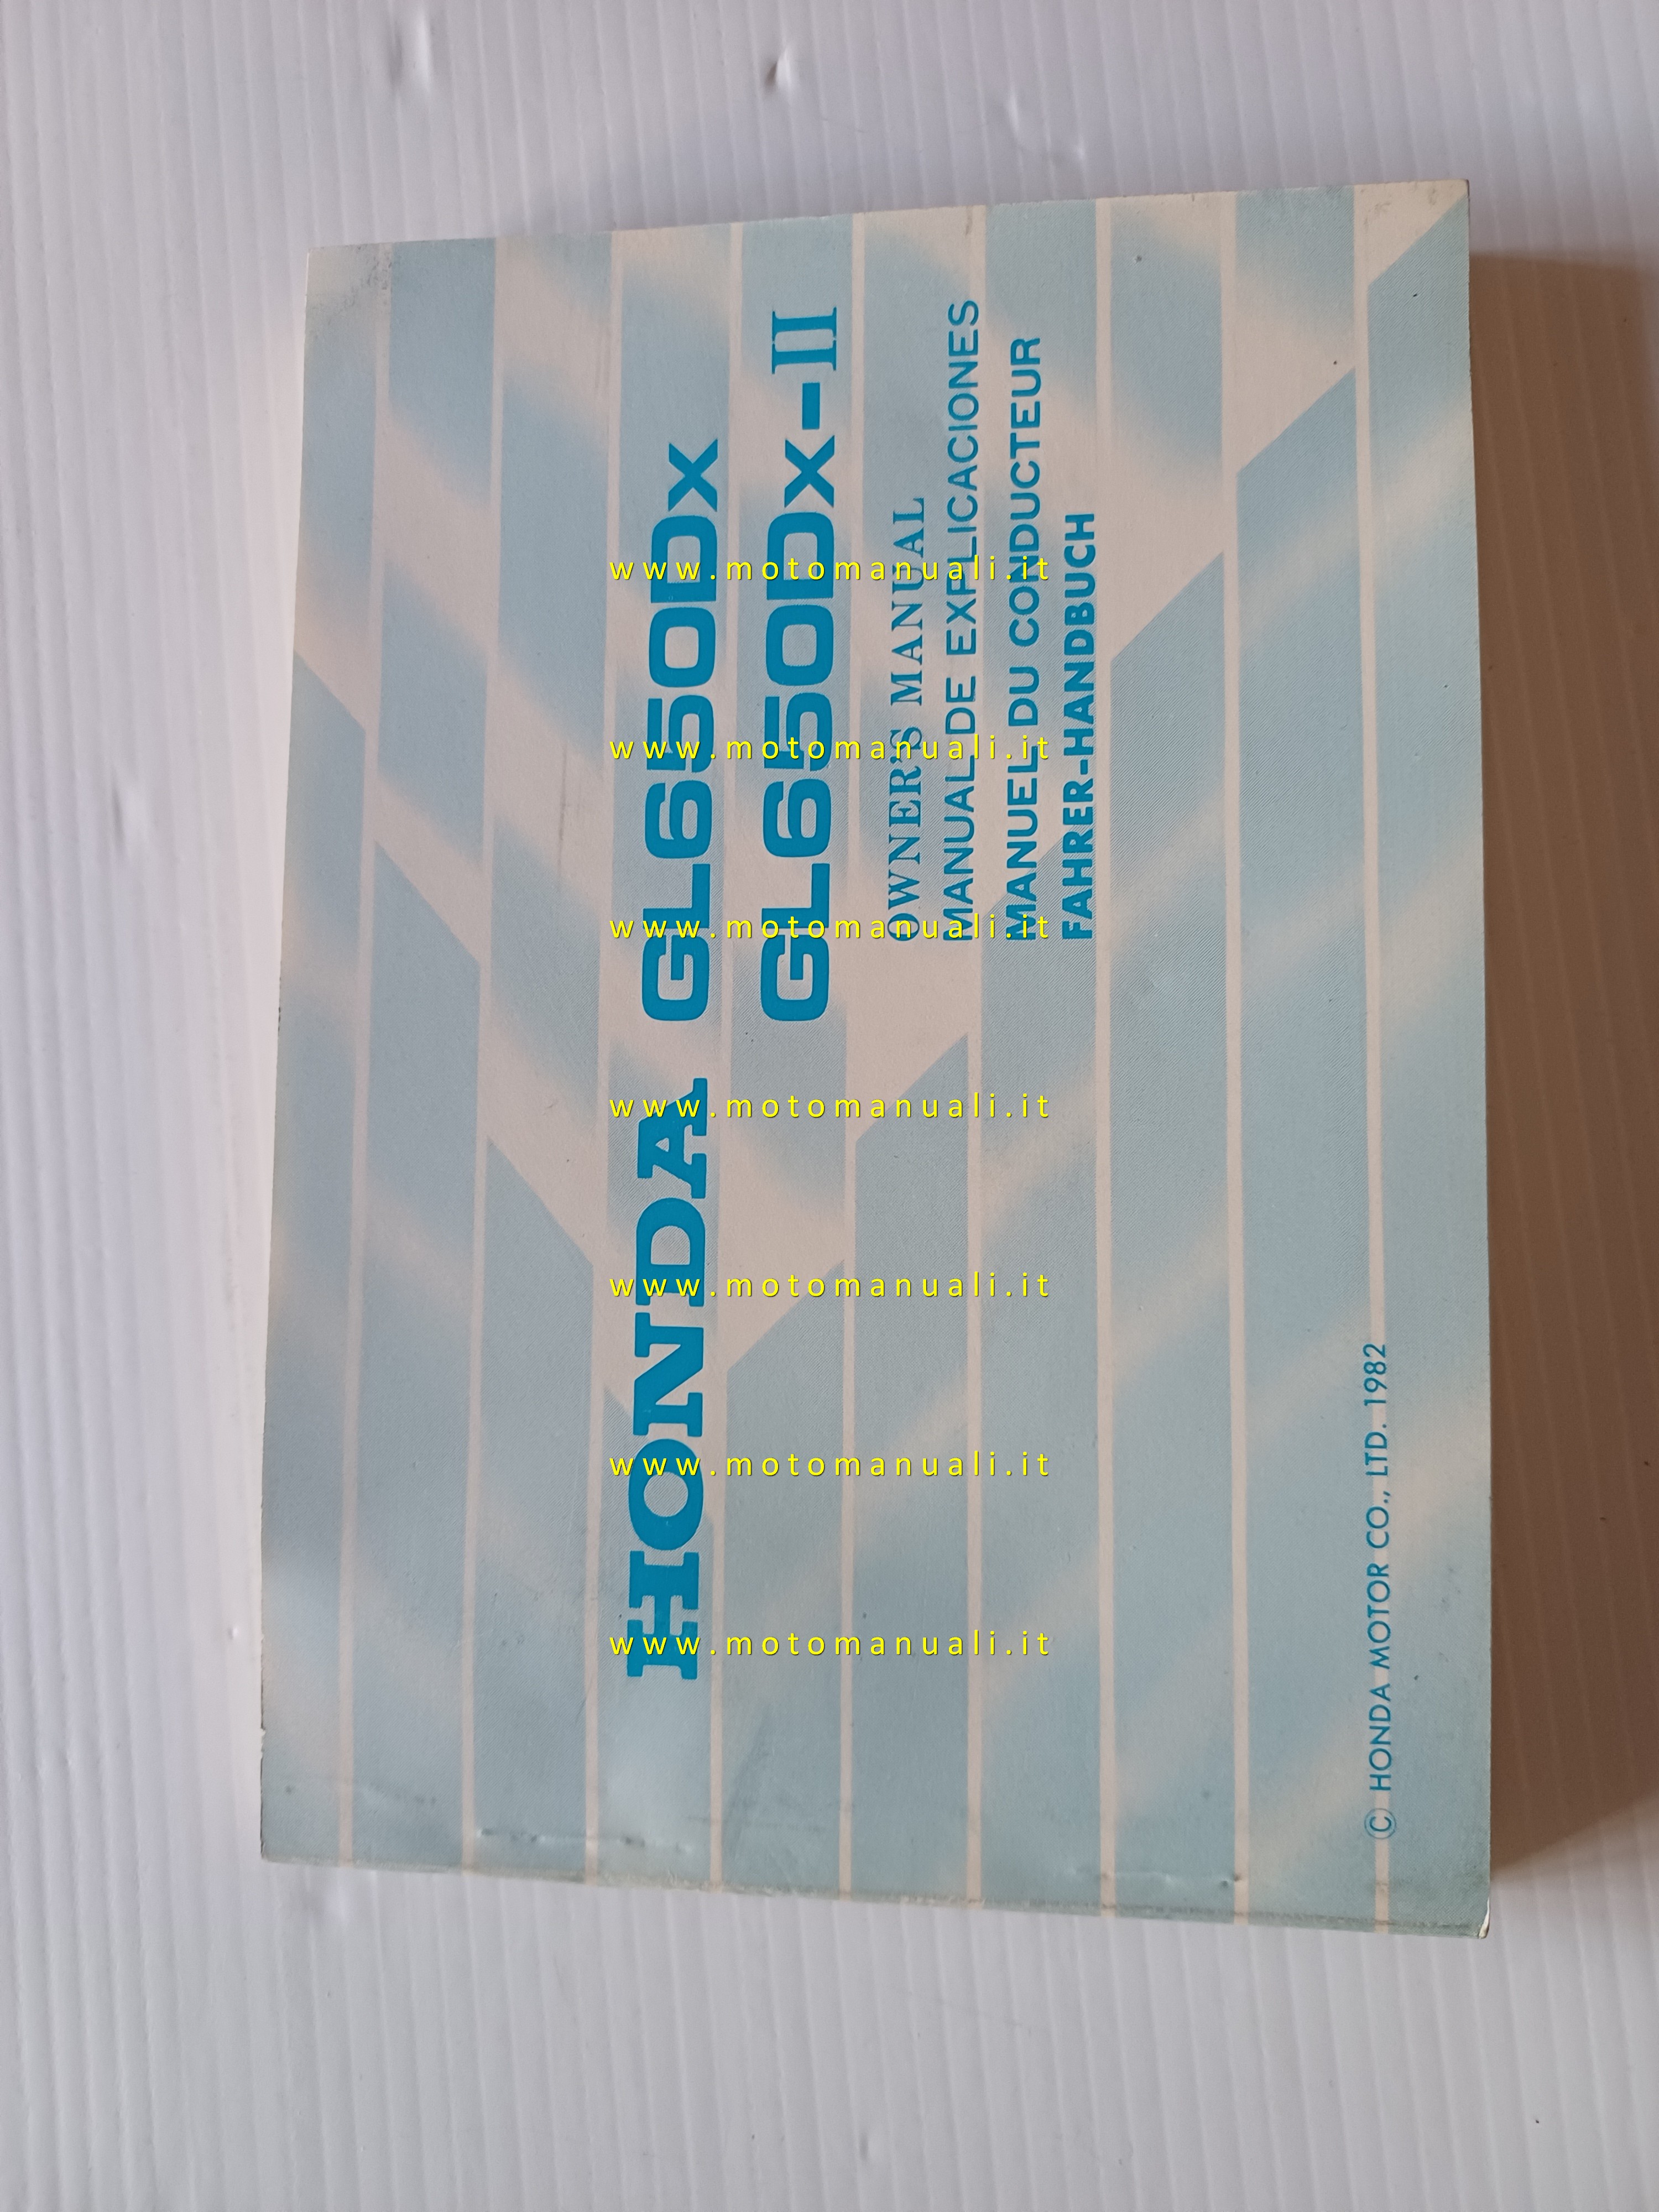 HONDA GL650DX
GL650DX-II
OWNER'S MANUAL
MANUAL DE EXPLICACIONES
MANUEL DU CONDUCTEUR
FAHRER-HANDBUCH
© HONDA MOTOR CO., LTD. 1982
www.motomanuali.it
www.motomanuali.it
www.motomanuali.it
www.motomanuali.it
www.motomanuali.it
www.motomanuali.it
www.motomanuali.it